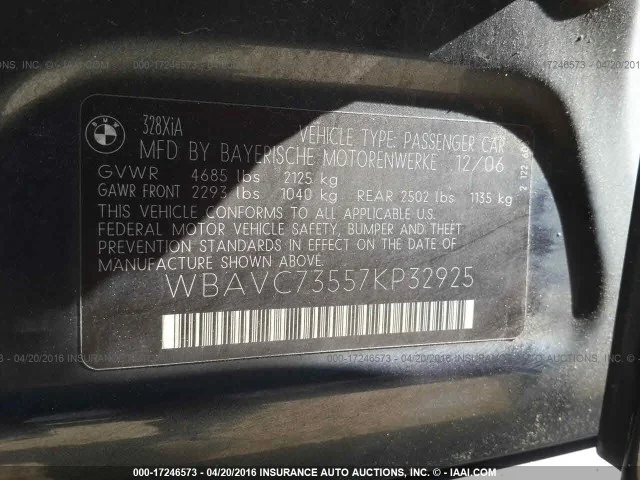 328XiA
VEHICLE TYPE: PASSENGER CAR
MFD BY BAYERISCHE MOTORENWERKE 12/06
GVWR 4685 lbs 2125 kg
GAWR FRONT 2293 lbs 1040 kg REAR 2502 lbs 1135 kg
THIS VEHICLE CONFORMS TO ALL APPLICABLE U.S.
FEDERAL MOTOR VEHICLE SAFETY, BUMPER AND THEFT
PREVENTION STANDARDS IN EFFECT ON THE DATE OF
MANUFACTURE SHOWN ABOVE.
WBAVC73557KP32925
000-17246573 - 04/20/2016 INSURANCE AUTO AUCTIONS, INC. - © IAAI.COM